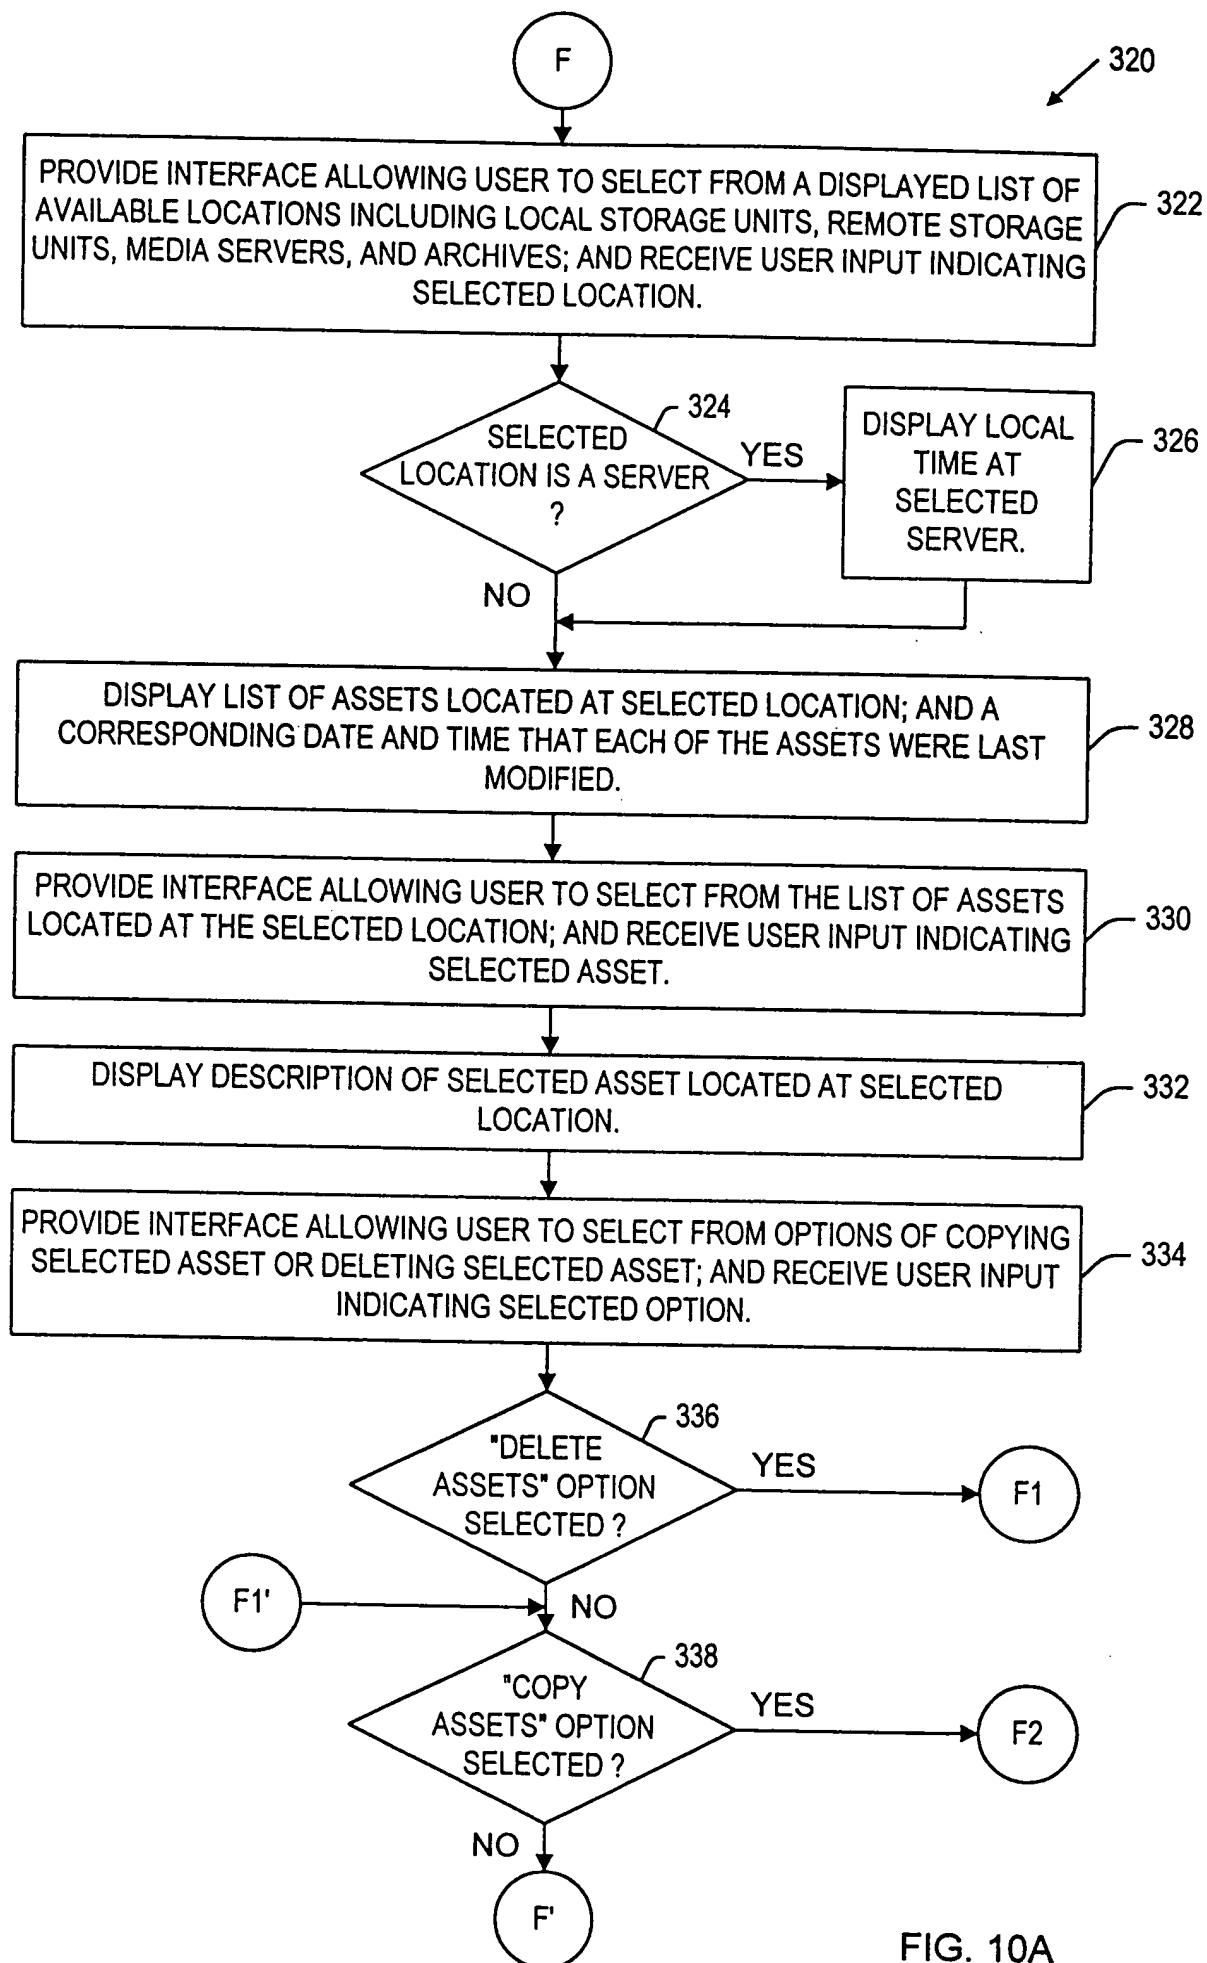 F
320
PROVIDE INTERFACE ALLOWING USER TO SELECT FROM A DISPLAYED LIST OF
AVAILABLE LOCATIONS INCLUDING LOCAL STORAGE UNITS, REMOTE STORAGE
UNITS, MEDIA SERVERS, AND ARCHIVES; AND RECEIVE USER INPUT INDICATING
SELECTED LOCATION.
322
324
SELECTED
LOCATION IS A SERVER
?
YES
DISPLAY LOCAL
TIME AT
SELECTED
SERVER.
326
NO
DISPLAY LIST OF ASSETS LOCATED AT SELECTED LOCATION; AND A
CORRESPONDING DATE AND TIME THAT EACH OF THE ASSETS WERE LAST
MODIFIED.
328
PROVIDE INTERFACE ALLOWING USER TO SELECT FROM THE LIST OF ASSETS
LOCATED AT THE SELECTED LOCATION; AND RECEIVE USER INPUT INDICATING
SELECTED ASSET.
330
DISPLAY DESCRIPTION OF SELECTED ASSET LOCATED AT SELECTED
LOCATION.
332
PROVIDE INTERFACE ALLOWING USER TO SELECT FROM OPTIONS OF COPYING
SELECTED ASSET OR DELETING SELECTED ASSET; AND RECEIVE USER INPUT
INDICATING SELECTED OPTION.
334
336
"DELETE
ASSETS" OPTION
SELECTED ?
YES
F1
F1'
NO
338
"COPY
ASSETS" OPTION
SELECTED ?
YES
F2
NO
F'
FIG. 10A